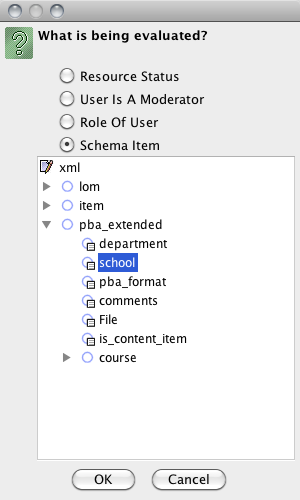 What is being evaluated?
Resource Status
User Is A Moderator
Role Of User
Schema Item
xml
lom
item
pba_extended
department
school
pba_format
comments
File
is_content_item
course
OK Cancel